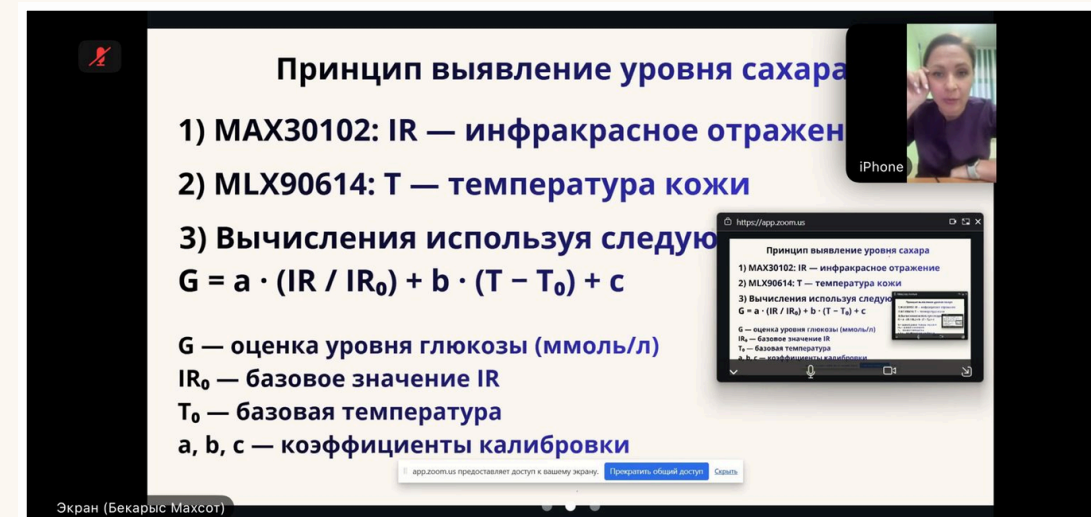 Принцип выявление уровня сахара
1) MAX30102: IR — инфракрасное отражен
2) MLX90614: T — температура кожи
3) Вычисления используя следую
G = a · (IR / IR₀) + b · (T − T₀) + c
G — оценка уровня глюкозы (ммоль/л)
IR₀ — базовое значение IR
T₀ — базовая температура
a, b, c — коэффициенты калибровки
iPhone
https://app.zoom.us
Принцип выявление уровня сахара
1) MAX30102: IR — инфракрасное отражение
2) MLX90614: T — температура кожи
3) Вычисления используя следую
G = a · (IR / IR₀) + b · (T − T₀) + c
G — оценка уровня глюкозы (ммоль/л)
IR₀ — базовое значение IR
T₀ — базовая температура
a, b, c — коэффициенты калибровки
app.zoom.us предоставляет доступ к вашему экрану. Прекратить общий доступ Скрыть
Экран (Бекарыс Махсот)